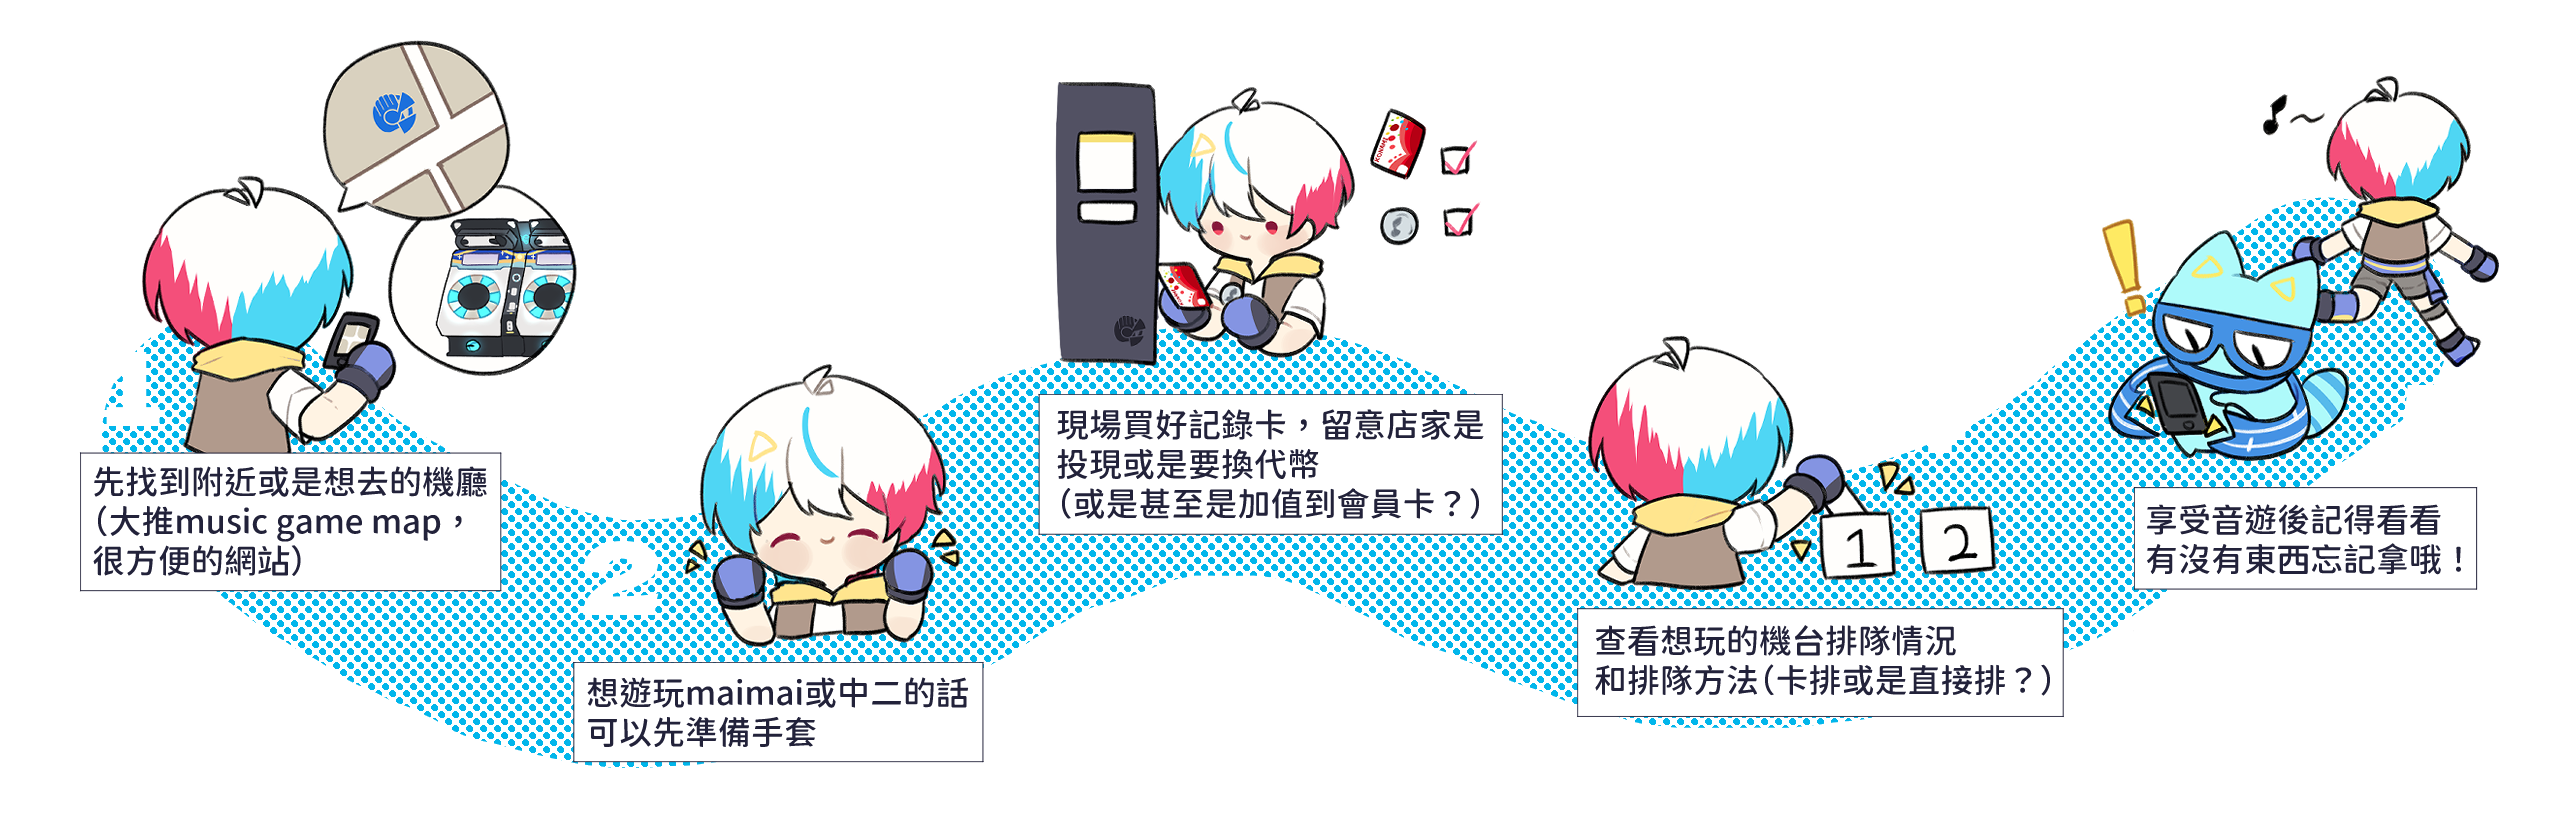 1
先找到附近或是想去的機廳
（大推music game map，
很方便的網站）
2
想遊玩maimai或中二的話
可以先準備手套
KONAMI
現場買好記錄卡，留意店家是
投現或是要換代幣
（或是甚至是加值到會員卡？）
1 2
查看想玩的機台排隊情況
和排隊方法（卡排或是直接排？）
!
享受音遊後記得看看
有沒有東西忘記拿哦！